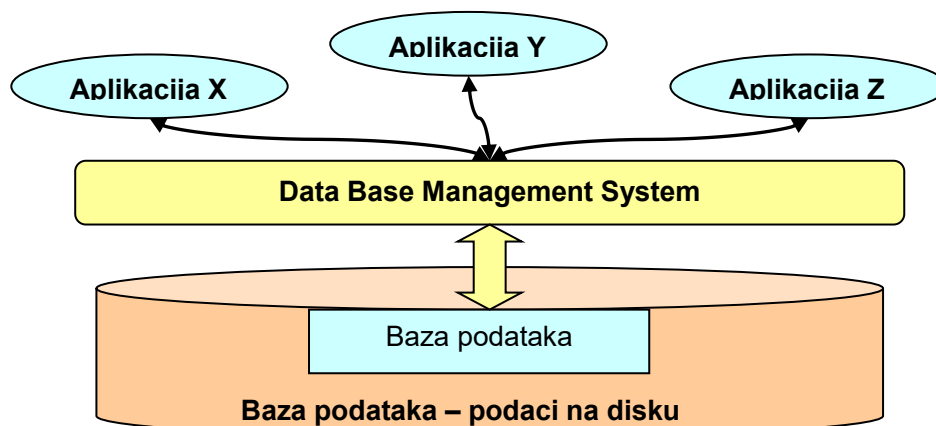 Aplikacija Y
Aplikacija X
Aplikacija Z
Data Base Management System
Baza podataka
Baza podataka – podaci na disku